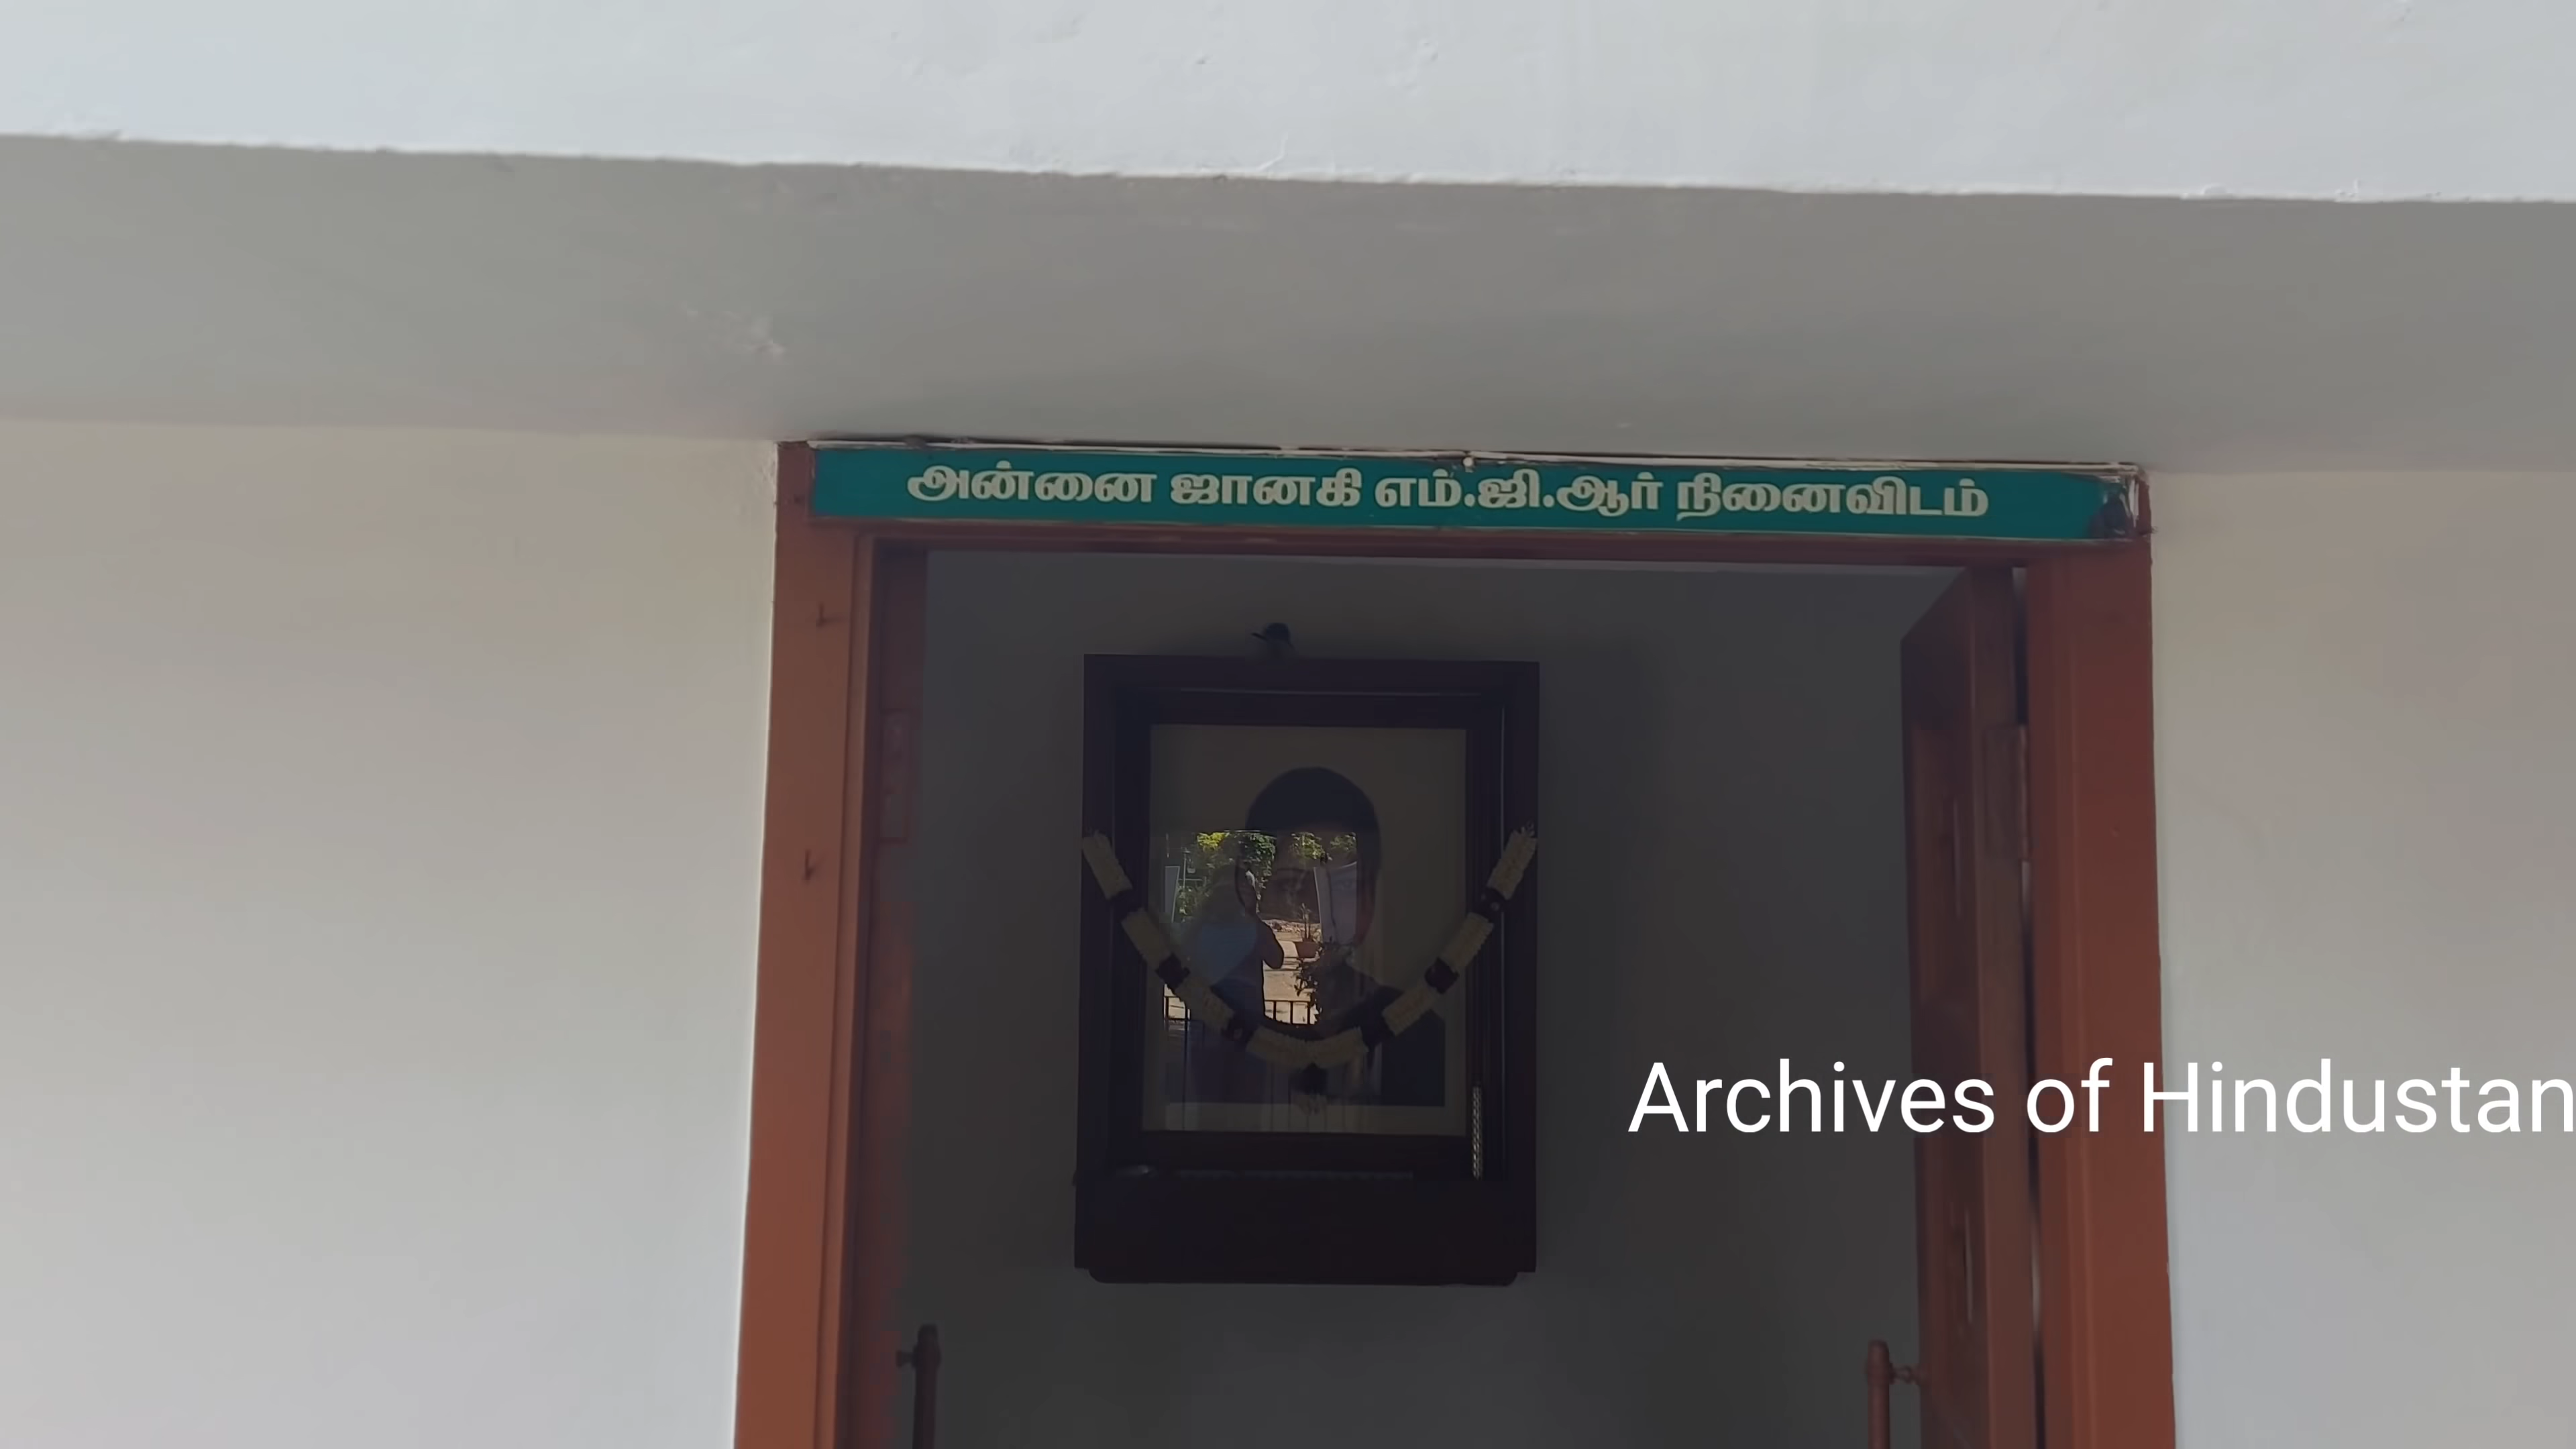 அன்னை ஜானகி எம்.ஜி.ஆர் நினைவிடம்
Archives of Hindustan